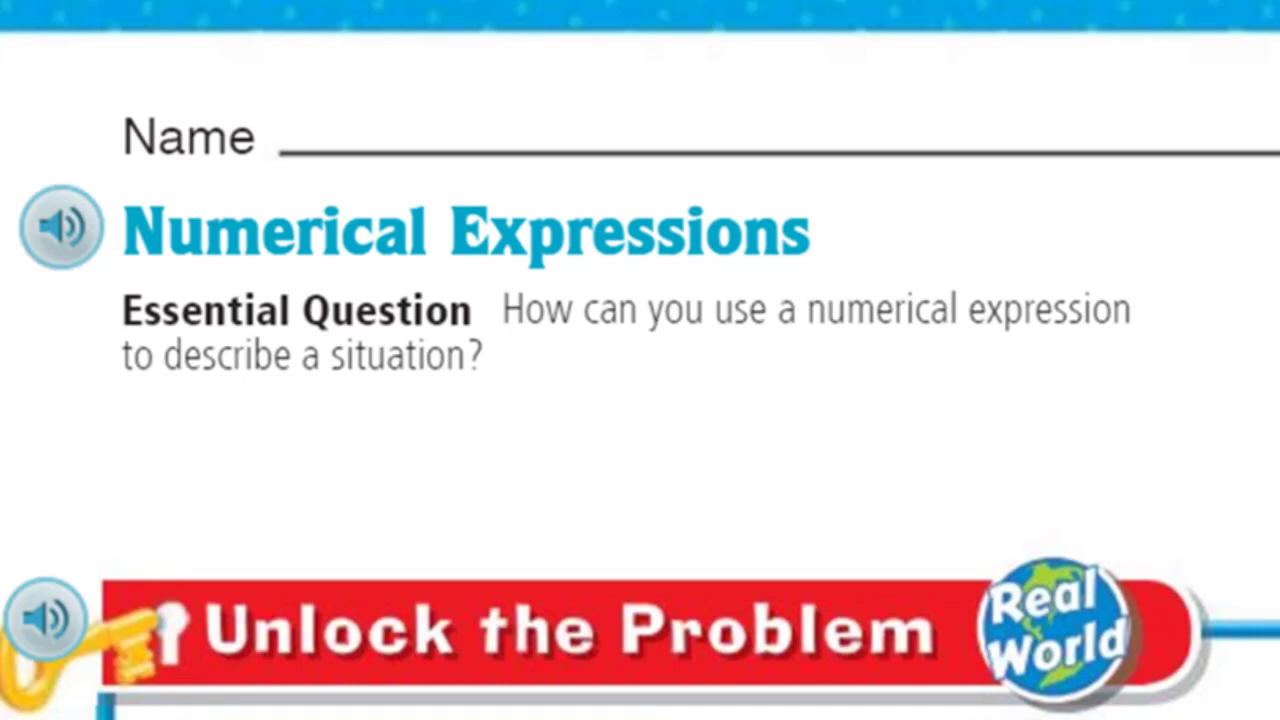 Name
Numerical Expressions
Essential Question How can you use a numerical expression
to describe a situation?
Unlock the Problem
Real
World